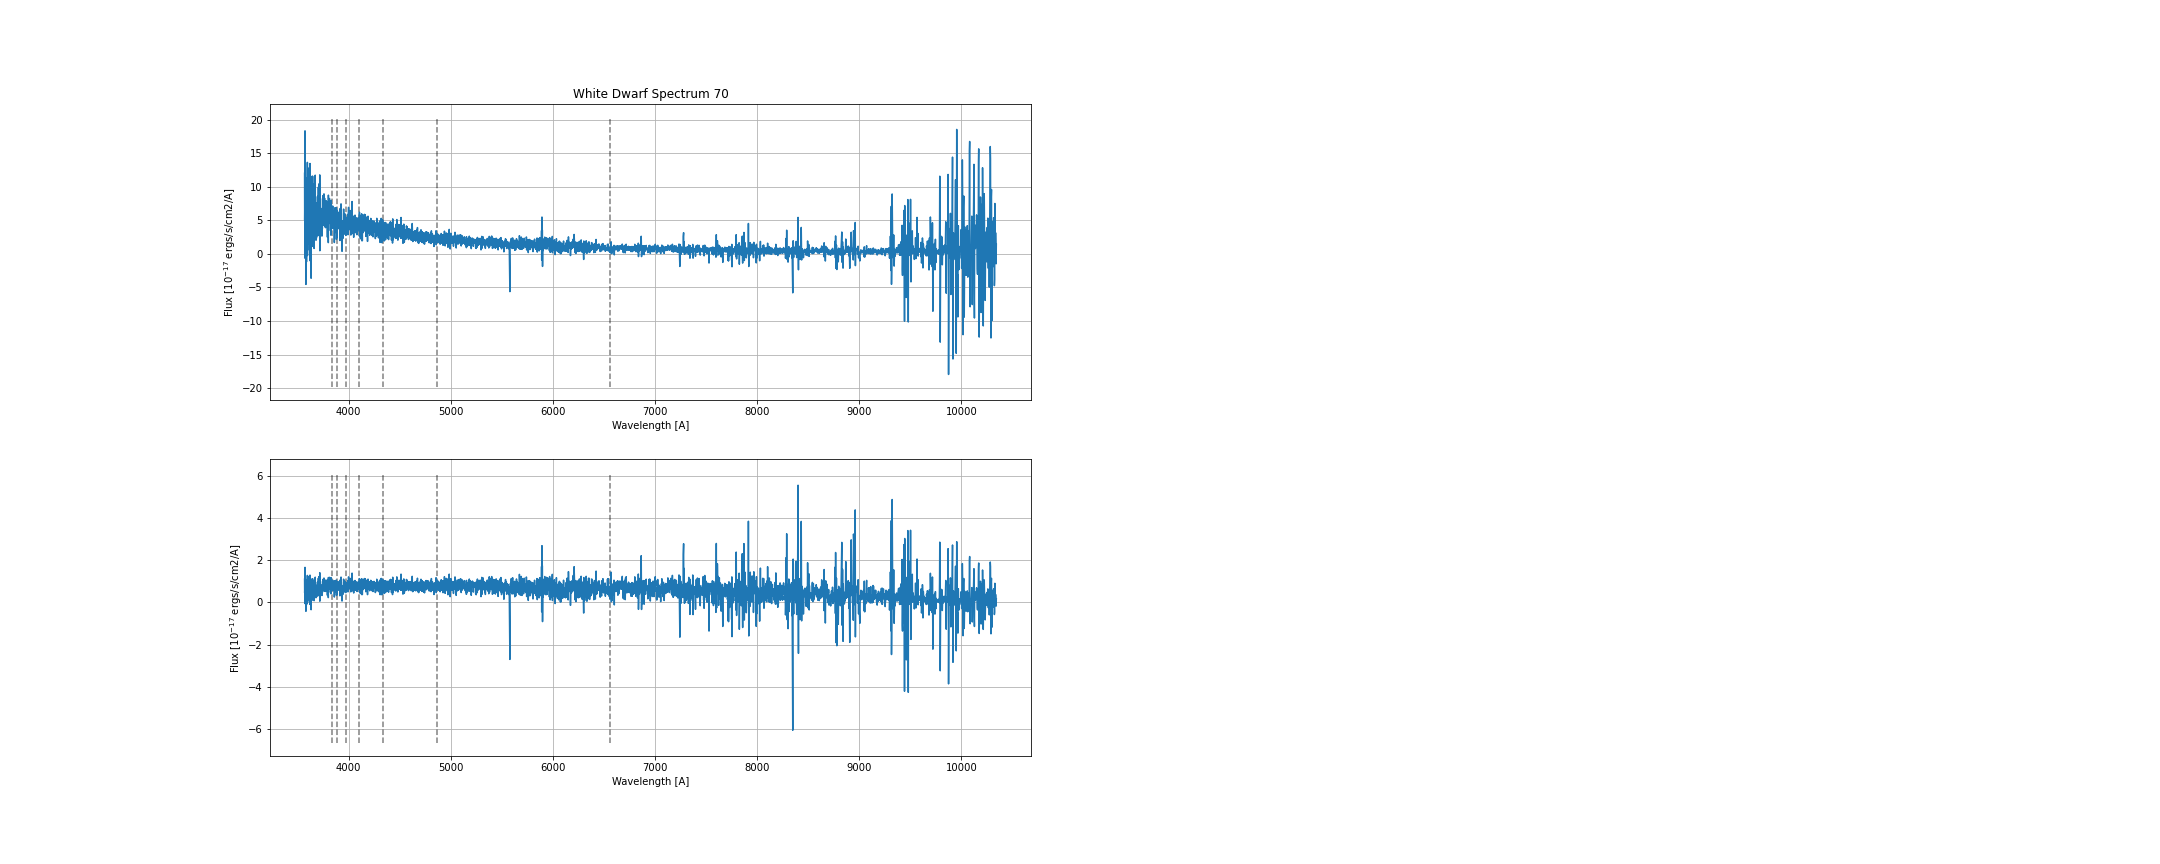 White Dwarf Spectrum 70
20
15
10
5
0
−5
−10
−15
−20
Flux [10⁻¹⁷ ergs/s/cm2/A]
4000 5000 6000 7000 8000 9000 10000
Wavelength [A]
6
4
2
0
−2
−4
−6
Flux [10⁻¹⁷ ergs/s/cm2/A]
4000 5000 6000 7000 8000 9000 10000
Wavelength [A]